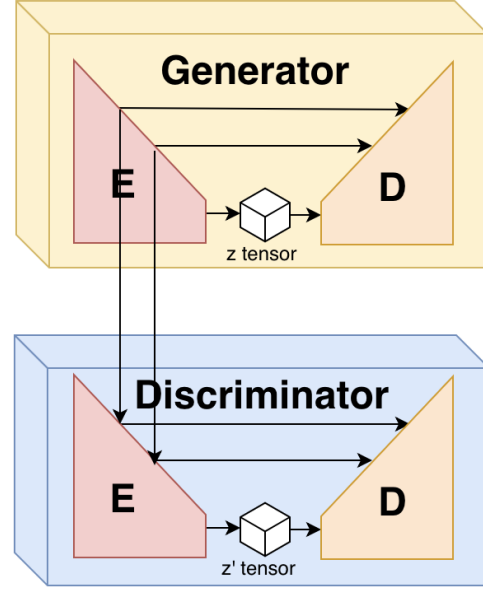 Generator
E
D
z tensor
Discriminator
E
D
z' tensor